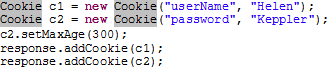 Cookie c1 = new Cookie("userName", "Helen");
Cookie c2 = new Cookie("password", "Keppler");
c2.setMaxAge(300);
response.addCookie(c1);
response.addCookie(c2);